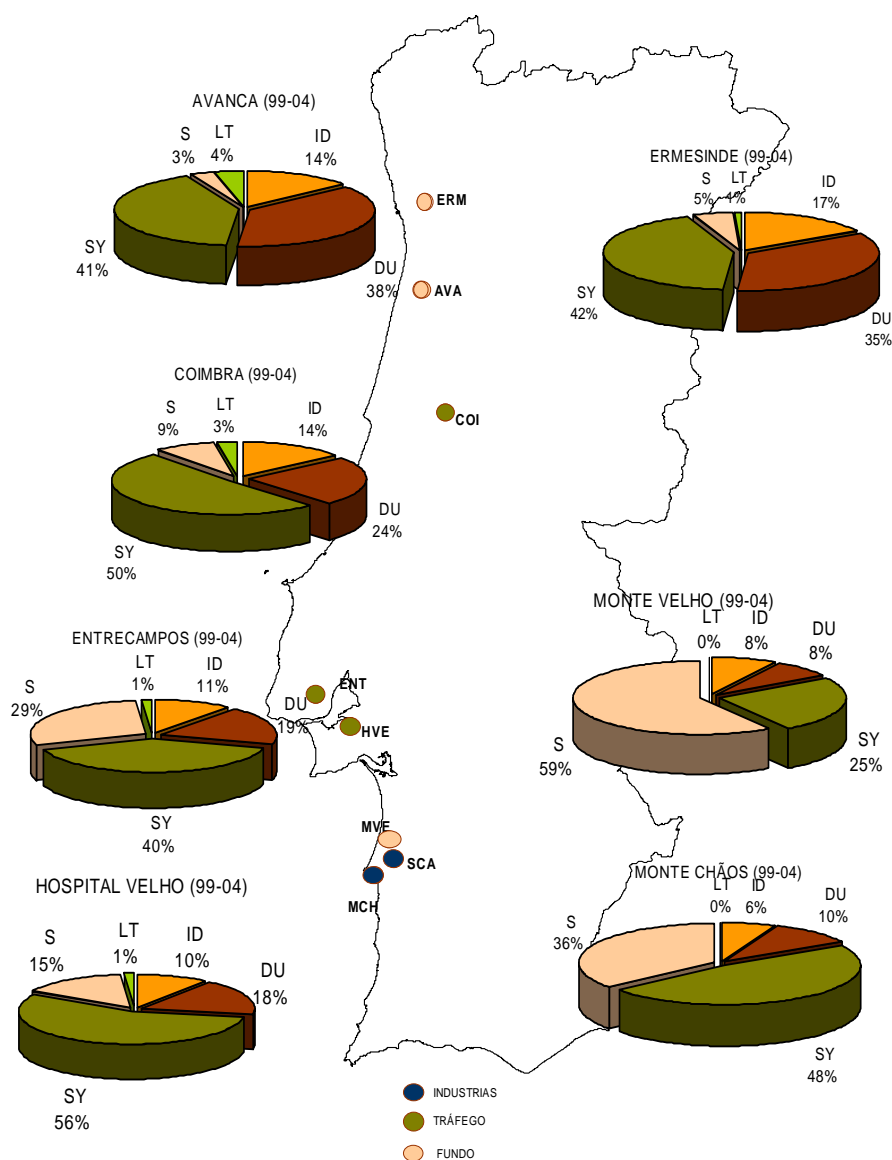 AVANCA (99-04)
S
3%
LT
4%
ID
14%
SY
41%
DU
38%
ERMESINDE (99-04)
S
5%
LT
4%
ID
17%
SY
42%
DU
35%
ERM
AVA
COIMBRA (99-04)
S
9%
LT
3%
ID
14%
DU
24%
SY
50%
COI
MONTE VELHO (99-04)
LT
0%
ID
8%
DU
8%
S
59%
SY
25%
ENTRECAMPOS (99-04)
S
29%
LT
1%
ID
11%
DU
19%
SY
40%
ENT
HVE
MVE
SCA
MCH
MONTE CHÃOS (99-04)
S
36%
LT
0%
ID
6%
DU
10%
SY
48%
HOSPITAL VELHO (99-04)
S
15%
LT
1%
ID
10%
DU
18%
SY
56%
INDUSTRIAS
TRÁFEGO
FUNDO